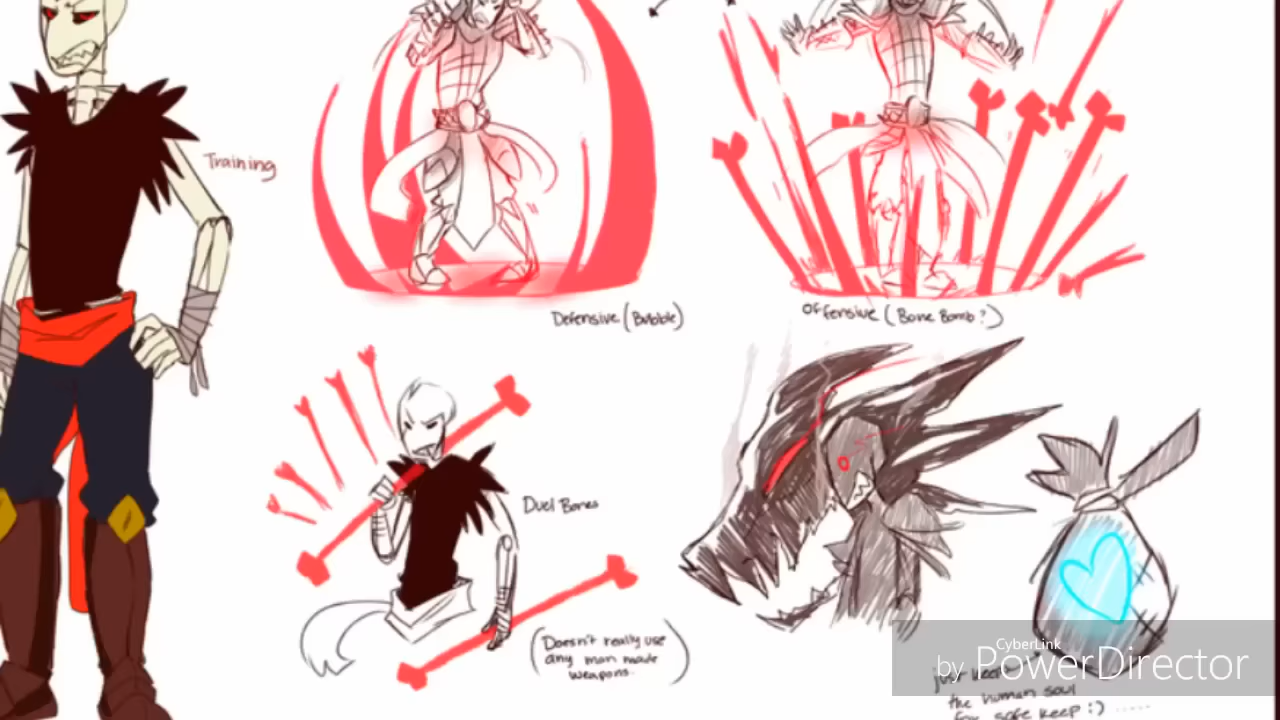 Training
Defensive (Bubble)
Offensive (Bone Bomb?)
Duel Bones
(Doesn't really use
any man made
weapons.)
CyberLink
by PowerDirector
just
the human soul
for safe keep :) .....